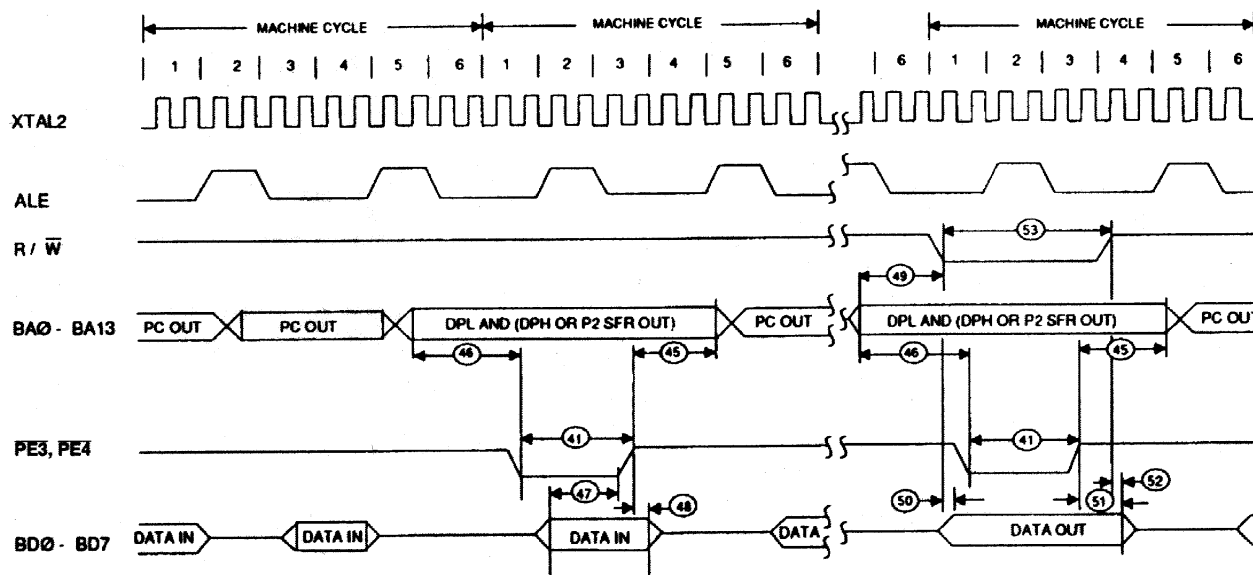 MACHINE CYCLE MACHINE CYCLE MACHINE CYCLE
1 2 3 4 5 6 1 2 3 4 5 6 6 1 2 3 4 5 6
XTAL2
ALE
R / W
53
49
BAØ - BA13 PC OUT PC OUT DPL AND (DPH OR P2 SFR OUT) PC OUT DPL AND (DPH OR P2 SFR OUT) PC OUT
46 45 46 45
PE3, PE4 41 41
47 48 50 51 52
BDØ - BD7 DATA IN DATA IN DATA IN DATA DATA OUT